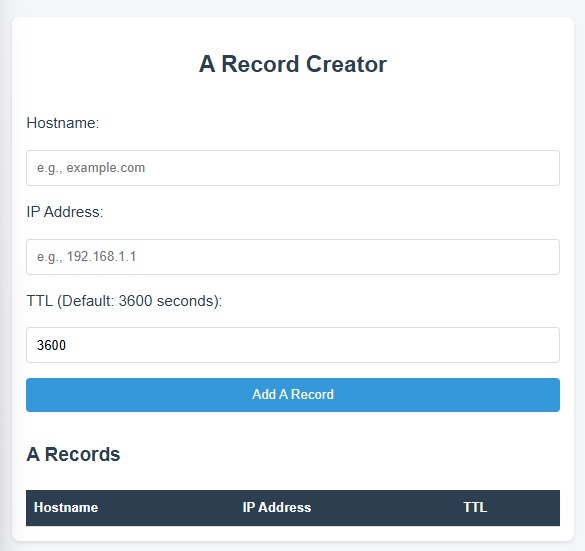 A Record Creator
Hostname:
e.g., example.com
IP Address:
e.g., 192.168.1.1
TTL (Default: 3600 seconds):
3600
Add A Record
A Records
Hostname IP Address TTL